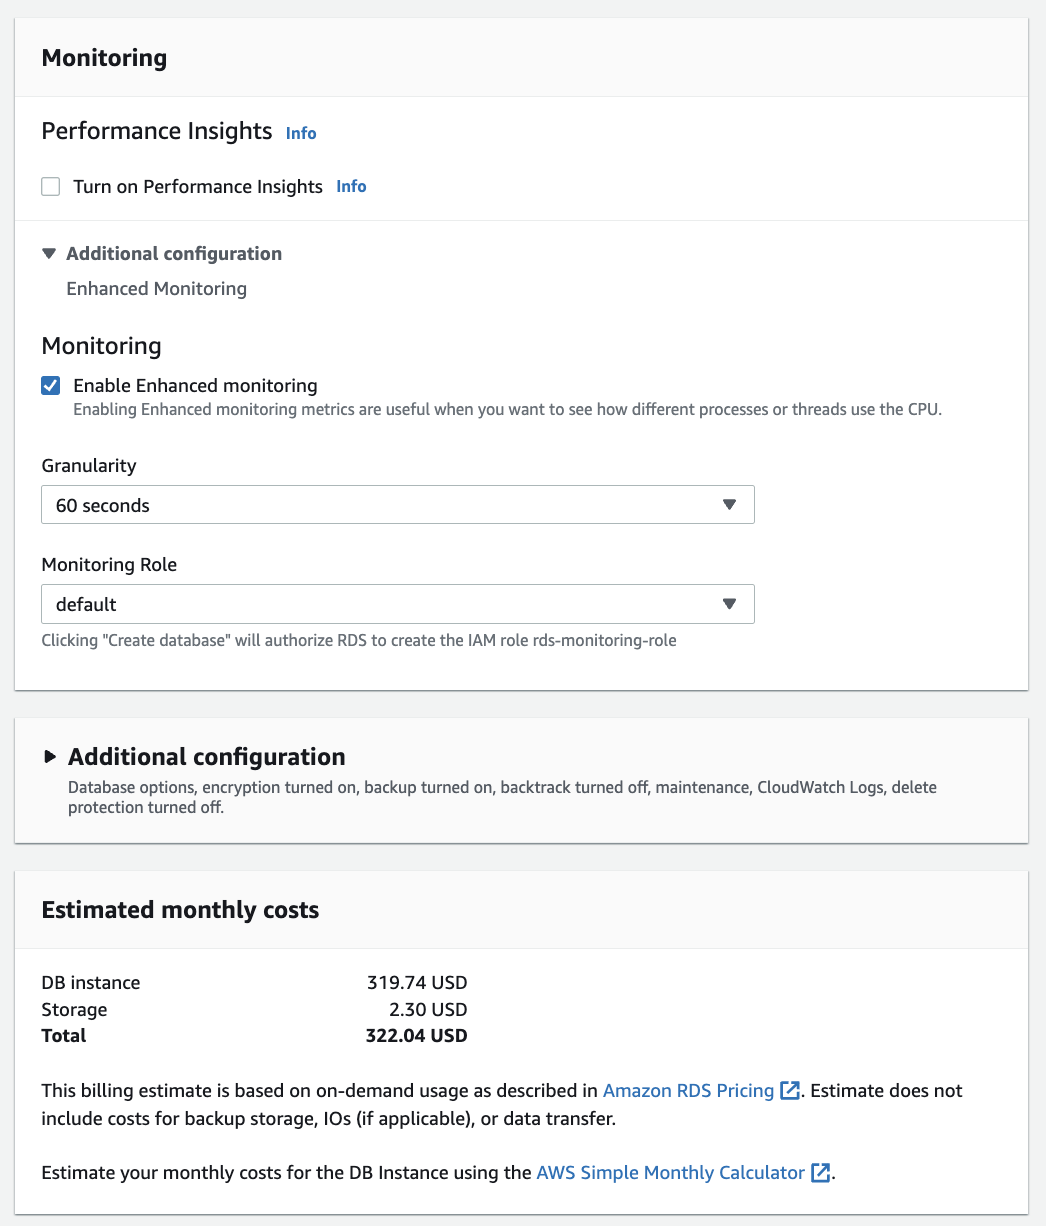 Monitoring
Performance Insights Info
Turn on Performance Insights Info
Additional configuration
Enhanced Monitoring
Monitoring
Enable Enhanced monitoring
Enabling Enhanced monitoring metrics are useful when you want to see how different processes or threads use the CPU.
Granularity
60 seconds
Monitoring Role
default
Clicking "Create database" will authorize RDS to create the IAM role rds-monitoring-role
Additional configuration
Database options, encryption turned on, backup turned on, backtrack turned off, maintenance, CloudWatch Logs, delete
protection turned off.
Estimated monthly costs
DB instance 319.74 USD
Storage 2.30 USD
Total 322.04 USD
This billing estimate is based on on-demand usage as described in Amazon RDS Pricing. Estimate does not
include costs for backup storage, IOs (if applicable), or data transfer.
Estimate your monthly costs for the DB Instance using the AWS Simple Monthly Calculator.